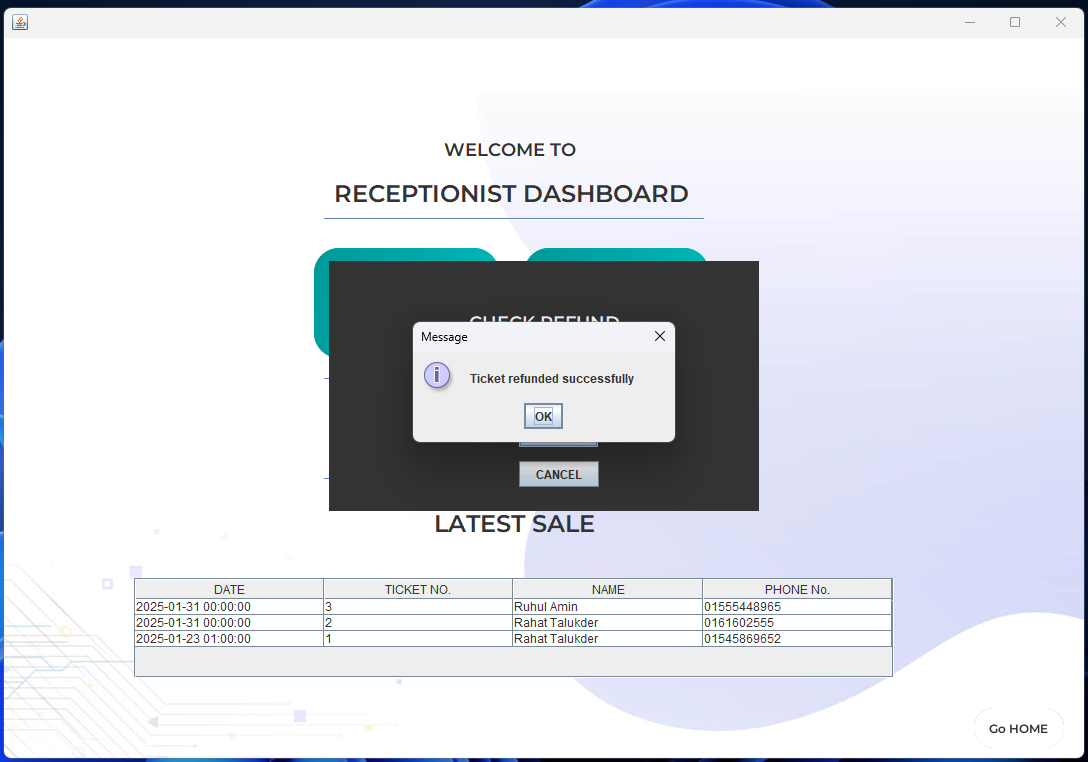 WELCOME TO
RECEPTIONIST DASHBOARD
CHECK REFUND
Message
Ticket refunded successfully
OK
CANCEL
LATEST SALE
DATE TICKET NO. NAME PHONE No.
2025-01-31 00:00:00 3 Ruhul Amin 01555448965
2025-01-31 00:00:00 2 Rahat Talukder 0161602555
2025-01-23 01:00:00 1 Rahat Talukder 01545869652
Go HOME